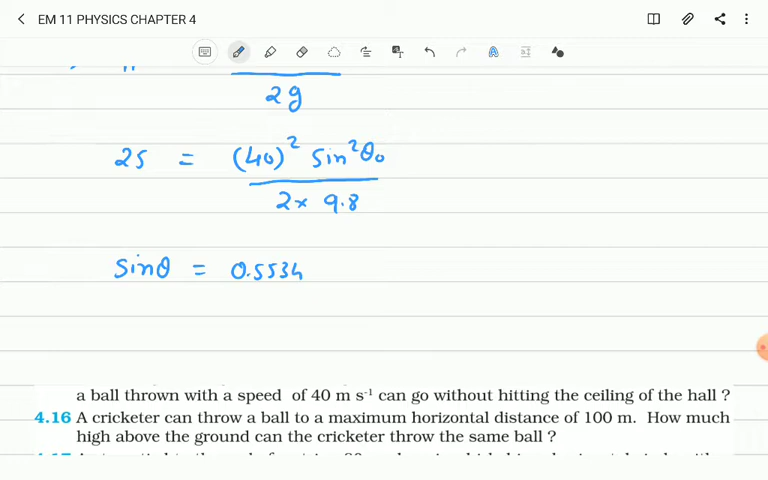 EM 11 PHYSICS CHAPTER 4
2g
25 = (40)² sin²θ₀
2 × 9.8
sinθ = 0.5534
a ball thrown with a speed of 40 m s⁻¹ can go without hitting the ceiling of the hall ?
4.16 A cricketer can throw a ball to a maximum horizontal distance of 100 m. How much
high above the ground can the cricketer throw the same ball ?